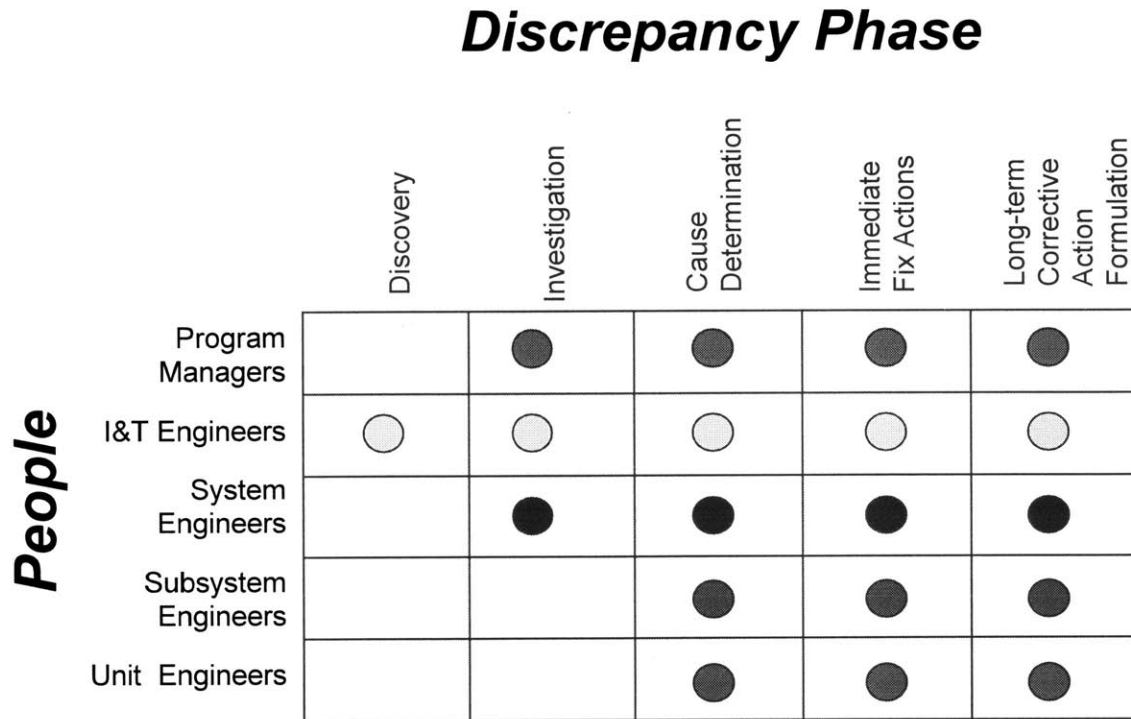 Discrepancy Phase
Discovery
Investigation
Cause
Determination
Immediate
Fix Actions
Long-term
Corrective
Action
Formulation
People
Program
Managers
I&T Engineers
System
Engineers
Subsystem
Engineers
Unit Engineers